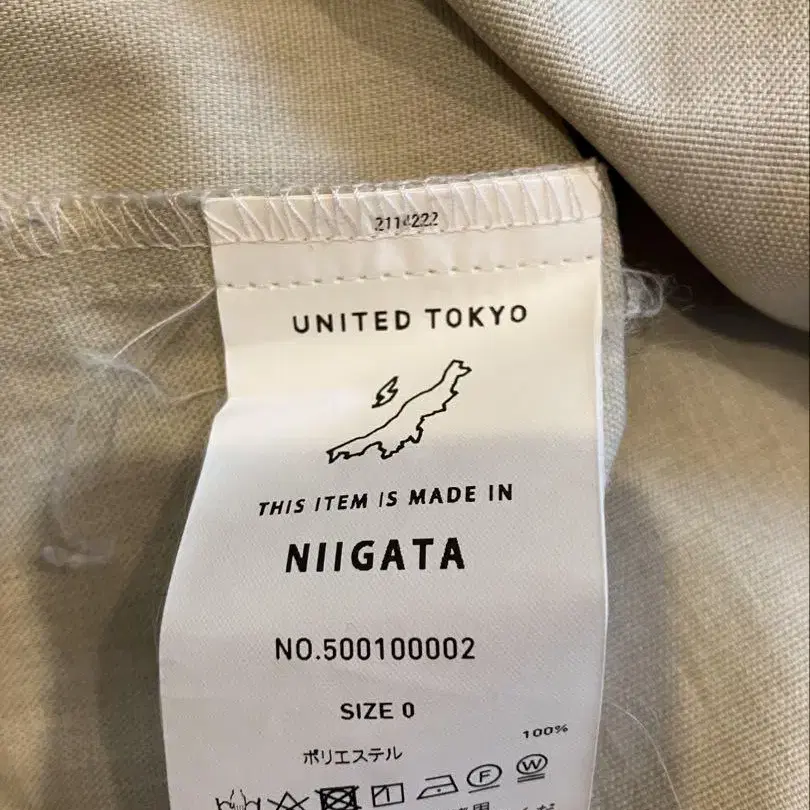 2114222
UNITED TOKYO
THIS ITEM IS MADE IN
NIIGATA
NO.500100002
SIZE 0
ポリエステル 100%
F W